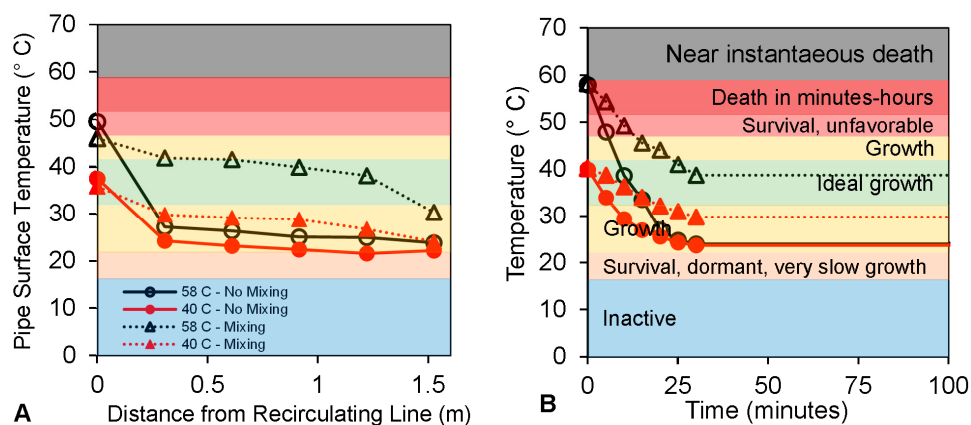 70
60
50
40
30
20
10
0
Pipe Surface Temperature (° C)
58 C - No Mixing
40 C - No Mixing
58 C - Mixing
40 C - Mixing
0
0.5
1
1.5
Distance from Recirculating Line (m)
A
70
60
50
40
30
20
10
0
Temperature (° C)
Near instantaeous death
Death in minutes-hours
Survival, unfavorable
Growth
Ideal growth
Growth
Survival, dormant, very slow growth
Inactive
0
25
50
75
100
Time (minutes)
B